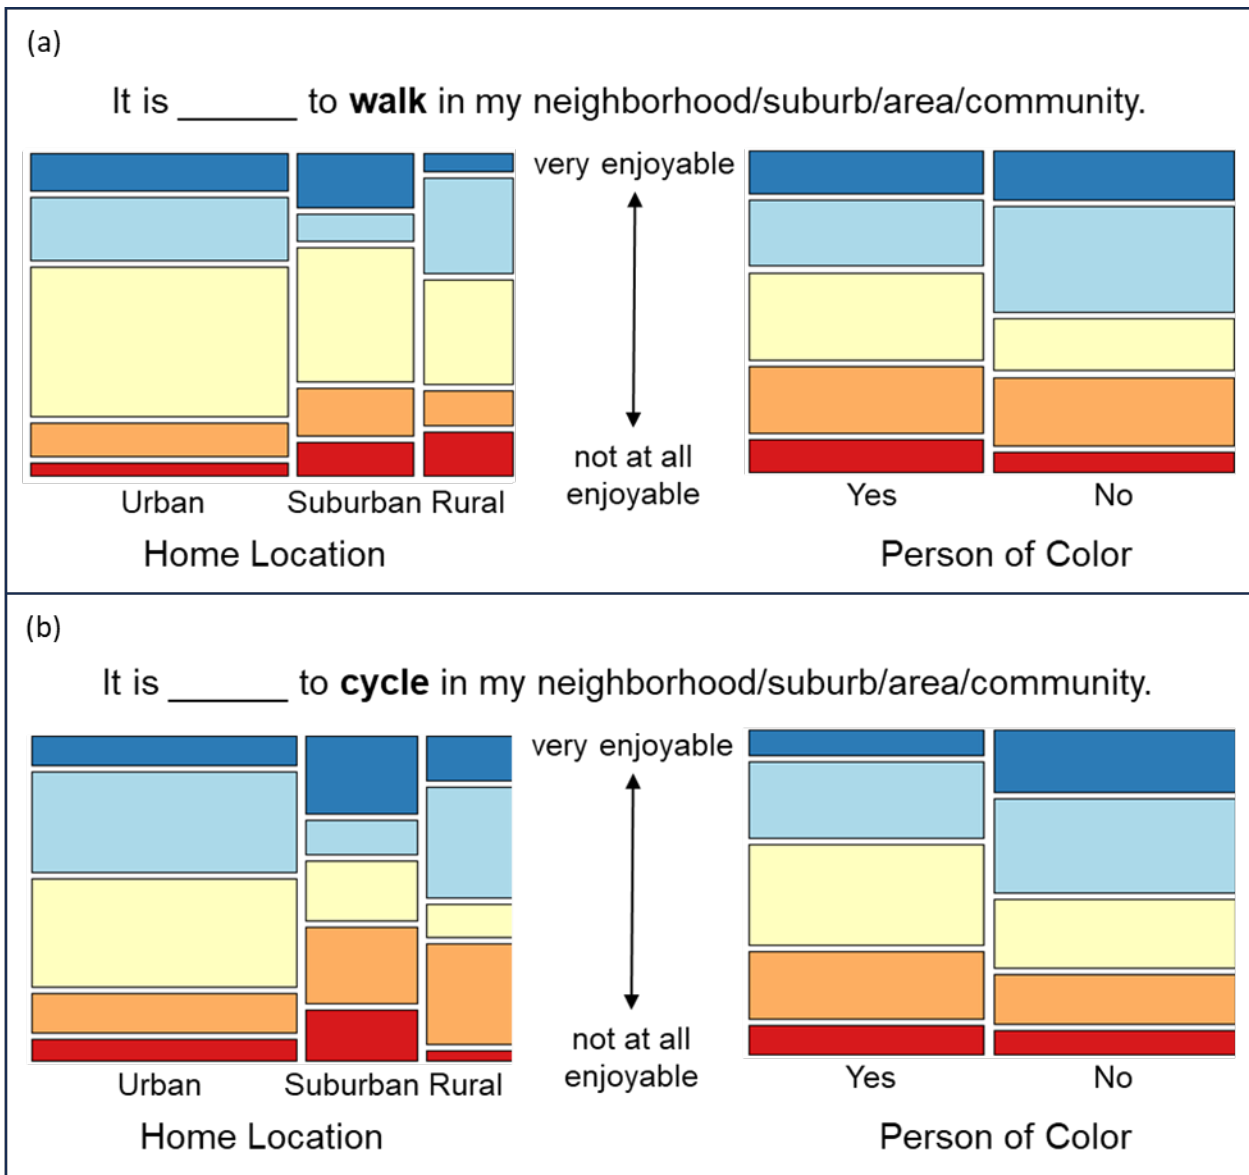 (a)
It is ______ to walk in my neighborhood/suburb/area/community.
very enjoyable
not at all
enjoyable
Urban Suburban Rural
Home Location
Yes No
Person of Color
(b)
It is ______ to cycle in my neighborhood/suburb/area/community.
very enjoyable
not at all
enjoyable
Urban Suburban Rural
Home Location
Yes No
Person of Color